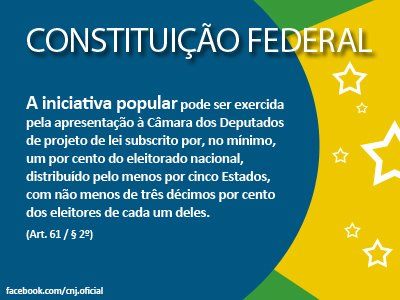 CONSTITUIÇÃO FEDERAL
A iniciativa popular pode ser exercida
pela apresentação à Câmara dos Deputados
de projeto de lei subscrito por, no mínimo,
um por cento do eleitorado nacional,
distribuído pelo menos por cinco Estados,
com não menos de três décimos por cento
dos eleitores de cada um deles.
(Art. 61 / § 2º)
facebook.com/cnj.oficial